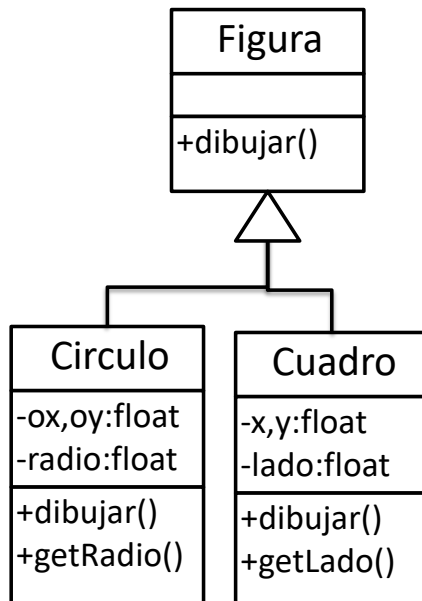 Figura
+dibujar()
Circulo
-ox,oy:float
-radio:float
+dibujar()
+getRadio()
Cuadro
-x,y:float
-lado:float
+dibujar()
+getLado()